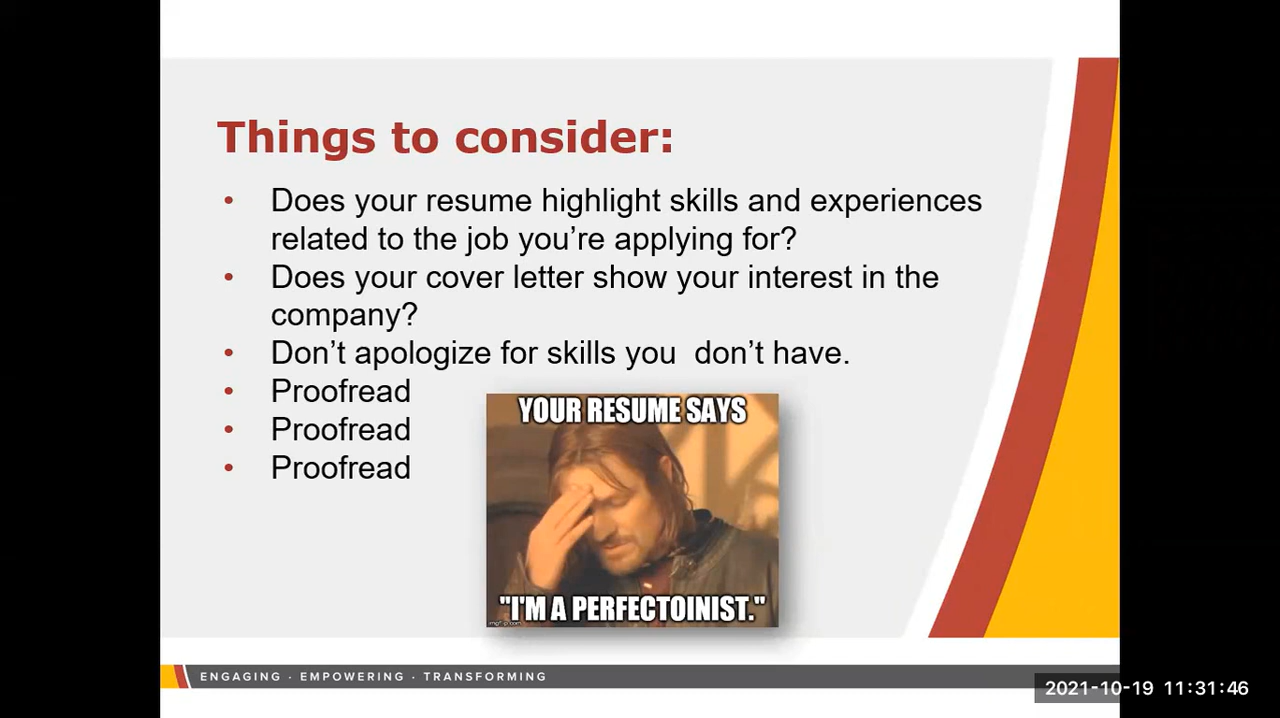 Things to consider:
• Does your resume highlight skills and experiences
related to the job you’re applying for?
• Does your cover letter show your interest in the
company?
• Don’t apologize for skills you  don’t have.
• Proofread
• Proofread
• Proofread
YOUR RESUME SAYS
"I'M A PERFECTOINIST."
imgflip.com
ENGAGING · EMPOWERING · TRANSFORMING
2021-10-19 11:31:46